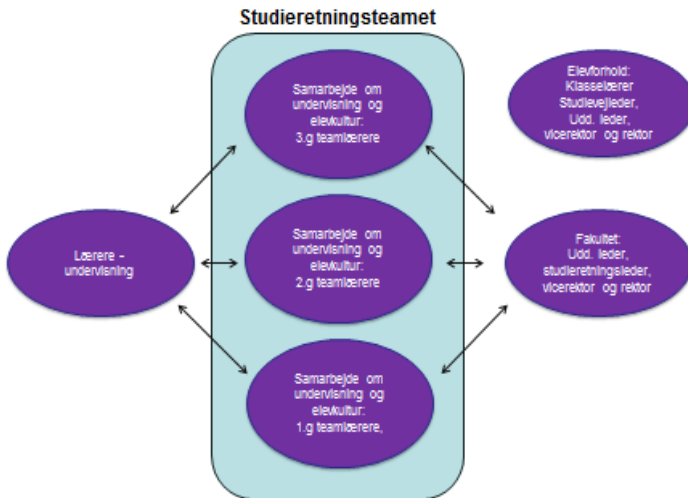 Studieretningsteamet
Samarbejde om
undervisning og
elevkultur:
3.g teamlærere
Elevforhold:
Klasselærer
Studievejleder,
Udd. leder,
vicerektor og rektor
Lærere –
undervisning
Samarbejde om
undervisning og
elevkultur:
2.g teamlærere
Fakultet:
Udd. leder,
studieretningsleder,
vicerektor og rektor
Samarbejde om
undervisning og
elevkultur:
1.g teamlærere,